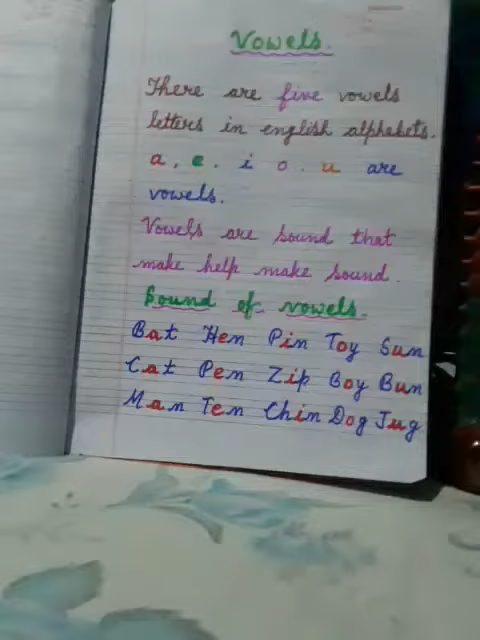 Vowels.
There are five vowels
letters in english alphabets.
a, e. i o. u are
vowels.
Vowels are sound that
make help make sound.
Sound of vowels.
Bat Hen Pin Toy Sun
Cat Pen Zip Boy Bun
Man Ten Chin Dog Jug